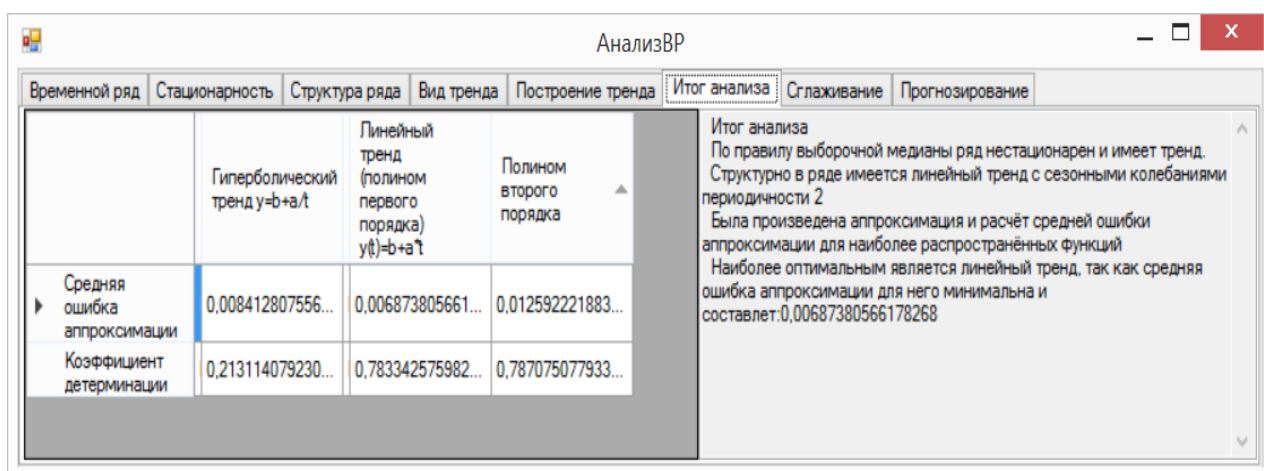 АнализВР
X
Временной ряд
Стационарность
Структура ряда
Вид тренда
Построение тренда
Итог анализа
Сглаживание
Прогнозирование
Гиперболический
тренд y=b+a/t
Линейный
тренд
(полином
первого
порядка)
y(t)=b+a*t
Полином
второго
порядка
Средняя
ошибка
аппроксимации
0,008412807556...
0,006873805661...
0,012592221883...
Коэффициент
детерминации
0,213114079230...
0,783342575982...
0,787075077933...
Итог анализа
По правилу выборочной медианы ряд нестационарен и имеет тренд.
Структурно в ряде имеется линейный тренд с сезонными колебаниями
периодичности 2
Была произведена аппроксимация и расчёт средней ошибки
аппроксимации для наиболее распространённых функций
Наиболее оптимальным является линейный тренд, так как средняя
ошибка аппроксимации для него минимальна и
составлет:0,00687380566178268